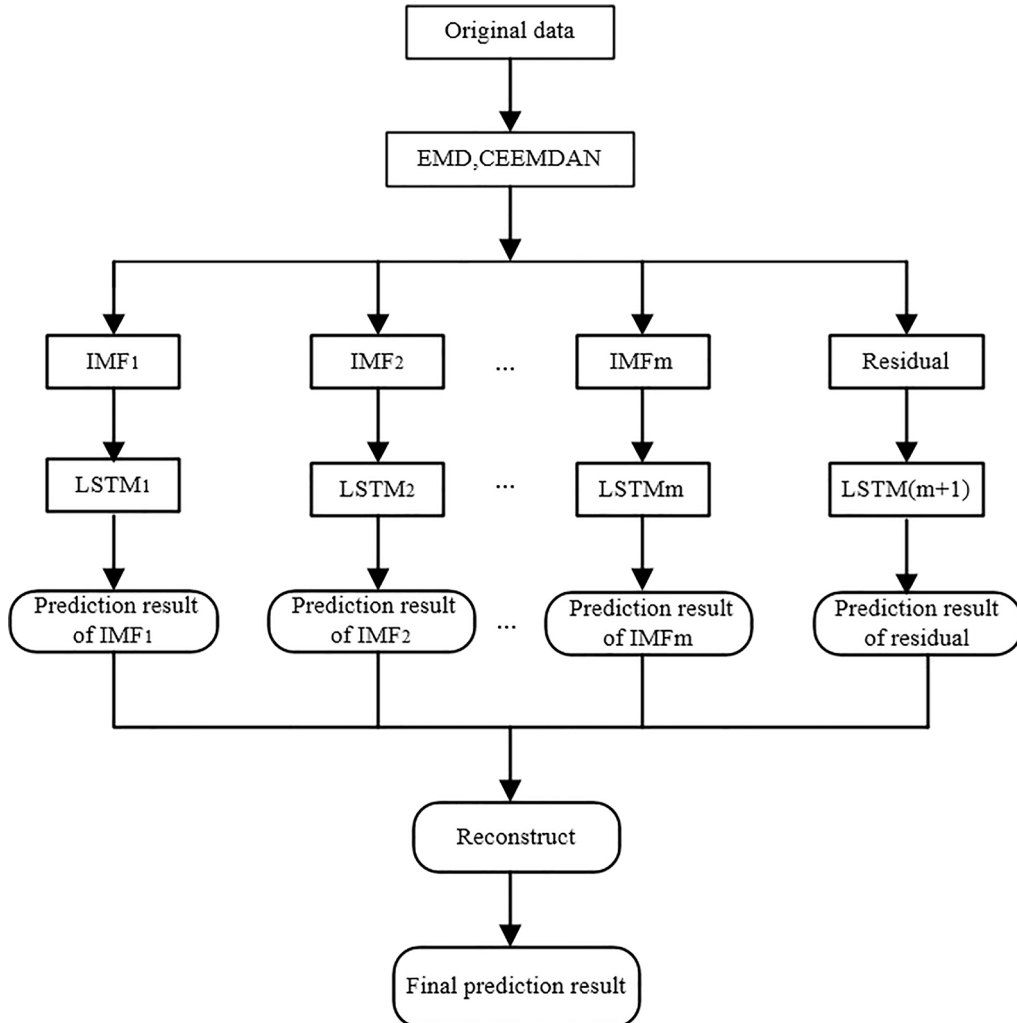 Original data
EMD,CEEMDAN
IMF1
IMF2
...
IMFm
Residual
LSTM1
LSTM2
...
LSTMm
LSTM(m+1)
Prediction result
of IMF1
Prediction result
of IMF2
...
Prediction result
of IMFm
Prediction result
of residual
Reconstruct
Final prediction result